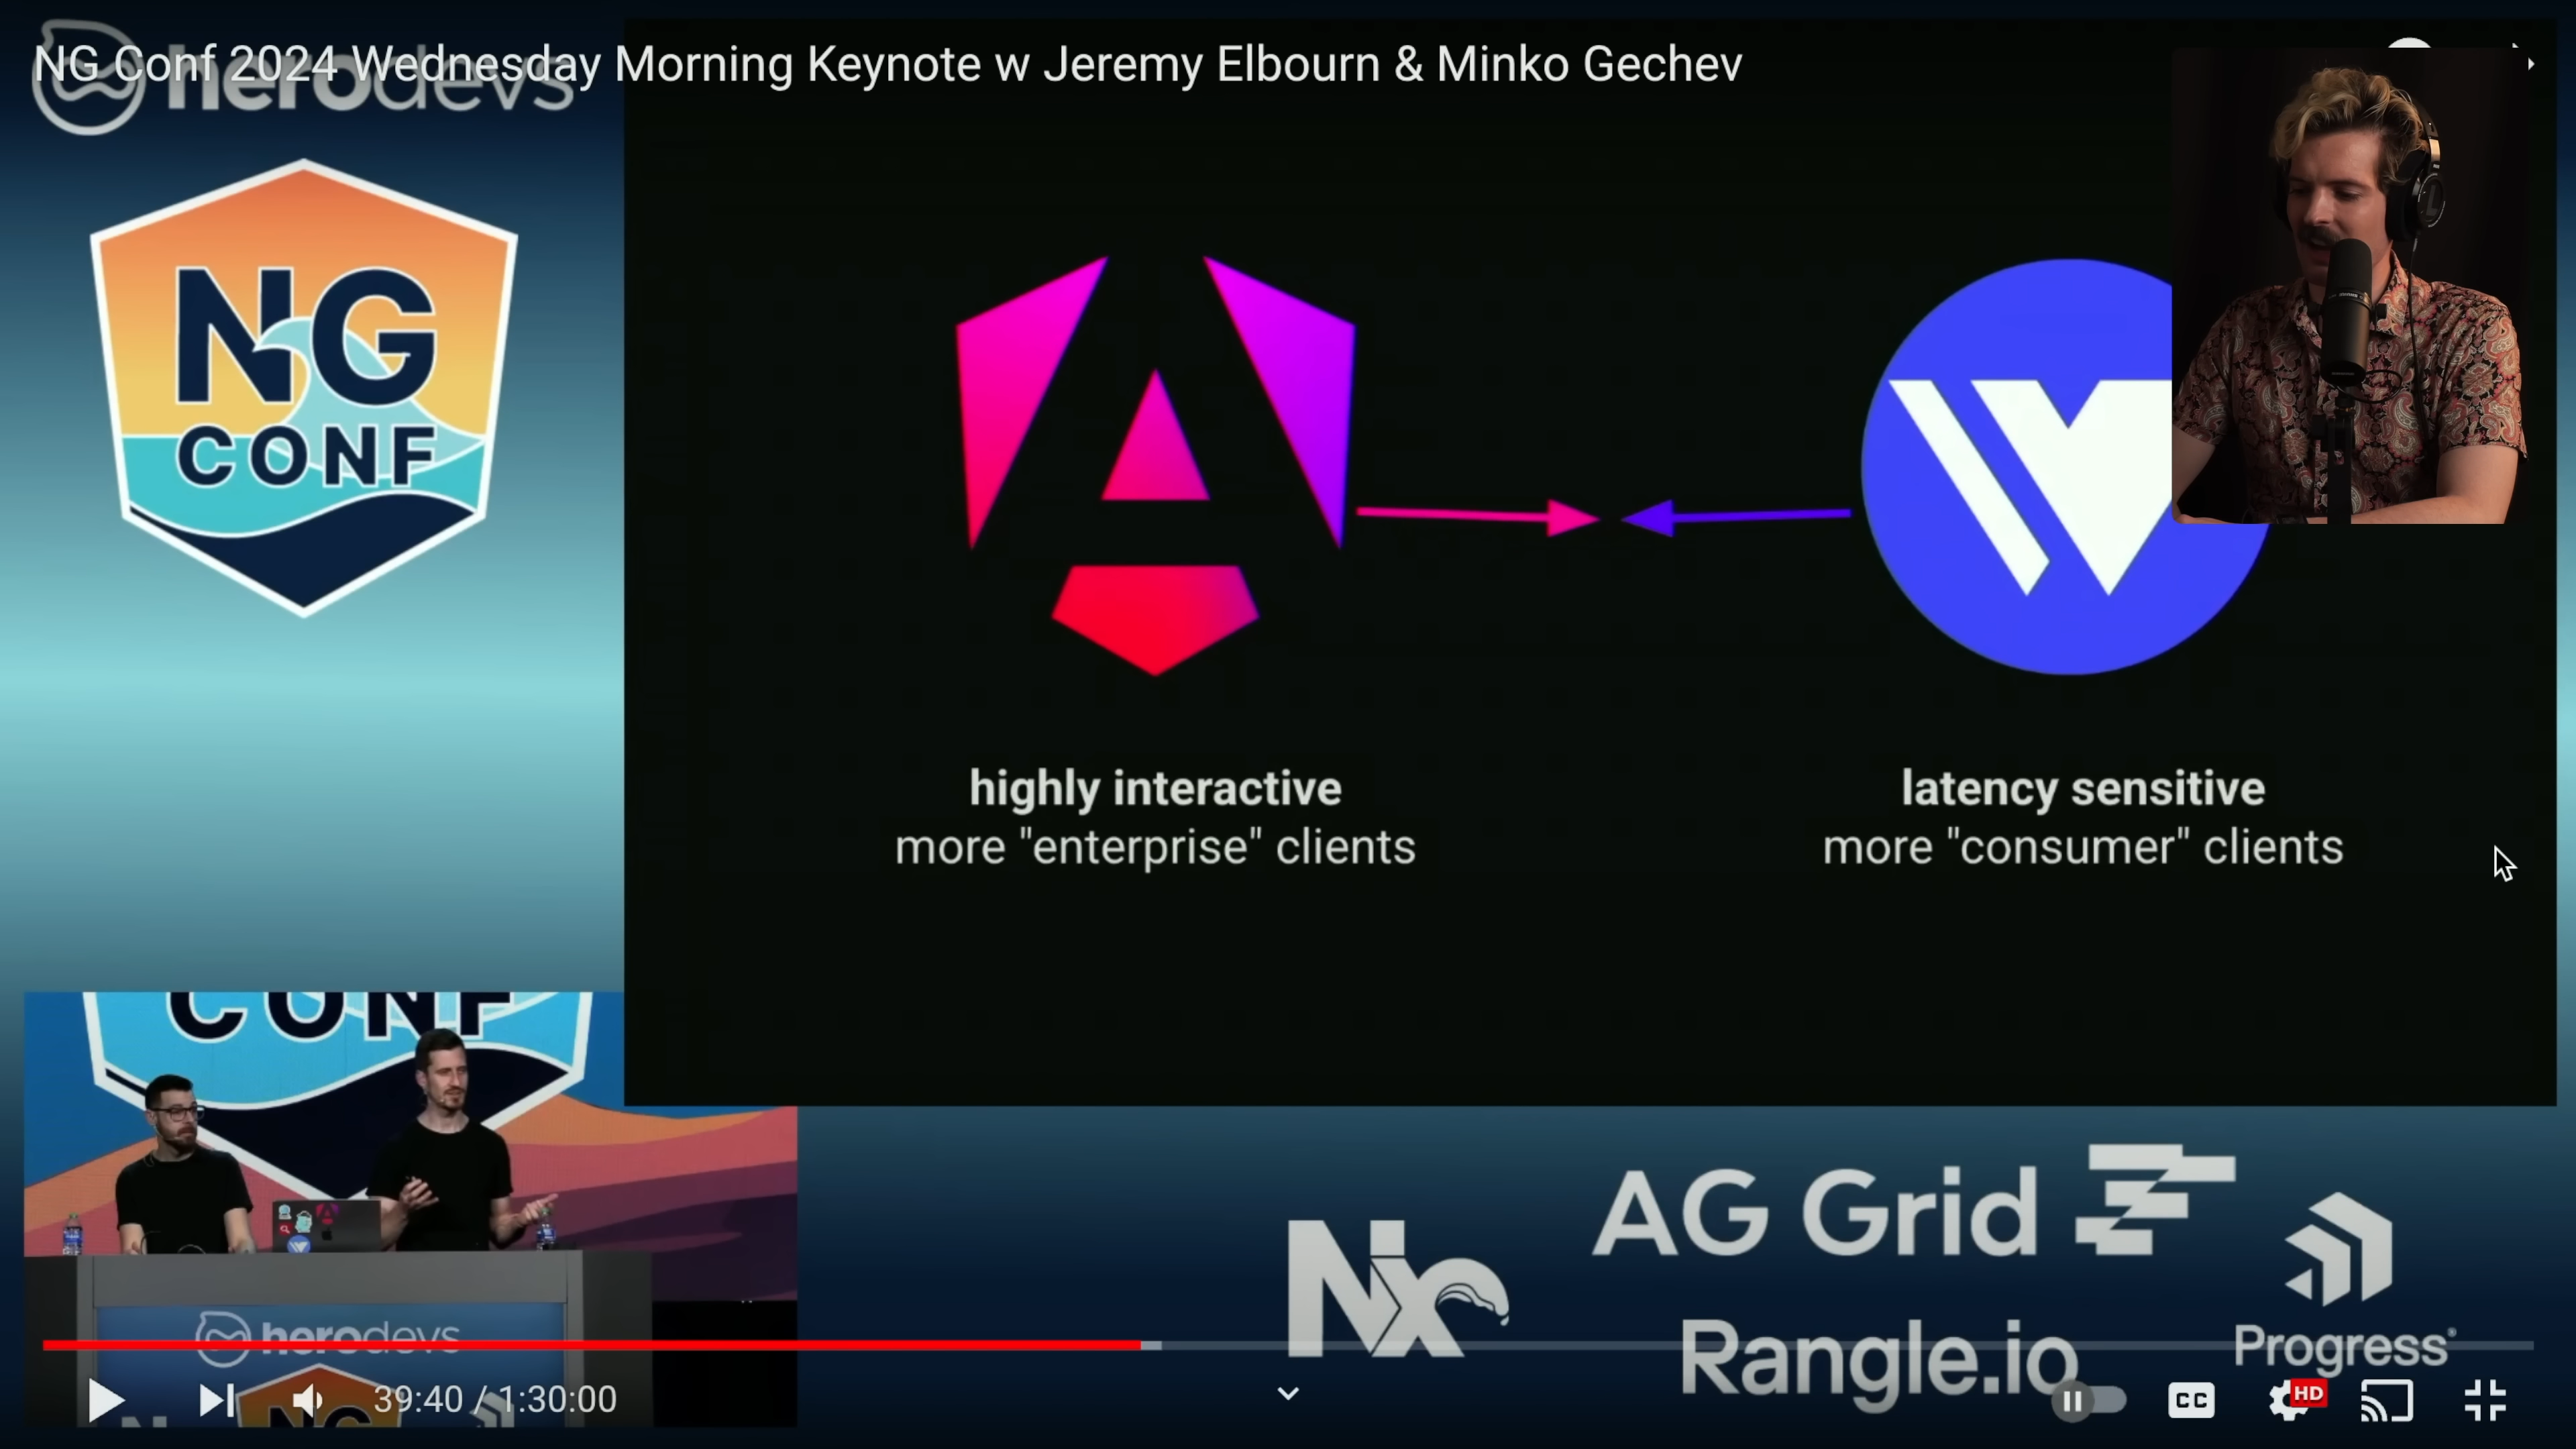 NG Conf 2024 Wednesday Morning Keynote w Jeremy Elbourn & Minko Gechev
herodevs
NG
CONF
highly interactive
more "enterprise" clients
latency sensitive
more "consumer" clients
CONF
herodevs
NG
Nx
AG Grid
Rangle.io
Progress®
39:40 / 1:30:00
CC
HD